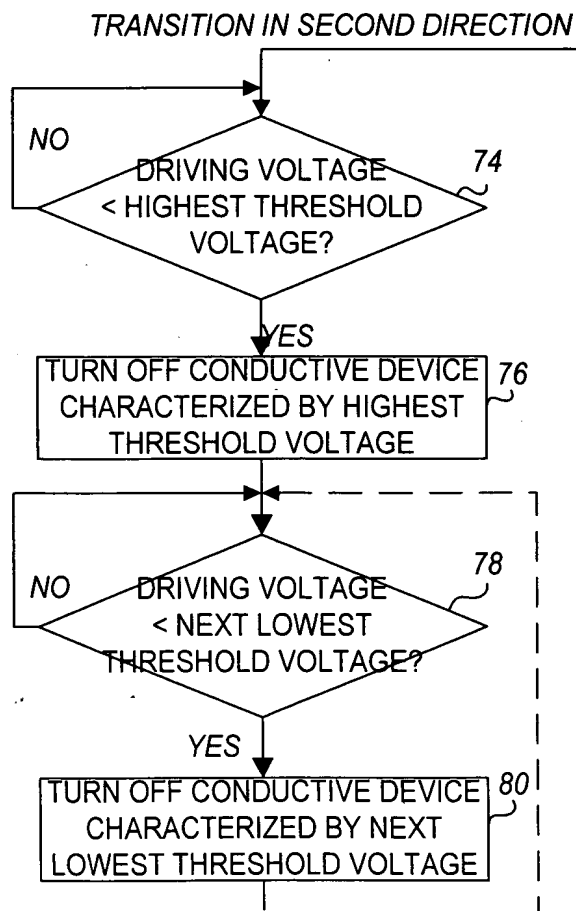 TRANSITION IN SECOND DIRECTION
NO
DRIVING VOLTAGE
< HIGHEST THRESHOLD
VOLTAGE?
74
YES
TURN OFF CONDUCTIVE DEVICE
CHARACTERIZED BY HIGHEST
THRESHOLD VOLTAGE
76
NO
DRIVING VOLTAGE
< NEXT LOWEST
THRESHOLD VOLTAGE?
78
YES
TURN OFF CONDUCTIVE DEVICE
CHARACTERIZED BY NEXT
LOWEST THRESHOLD VOLTAGE
80